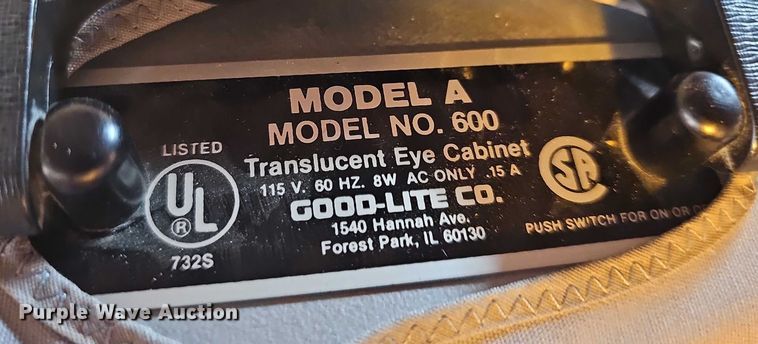 MODEL A
MODEL NO. 600
Translucent Eye Cabinet
115 V. 60 HZ. 8W AC ONLY .15 A
GOOD-LITE CO.
1540 Hannah Ave.
Forest Park, IL 60130
LISTED
UL
®
732S
SA
PUSH SWITCH FOR ON OR
Purple Wave Auction